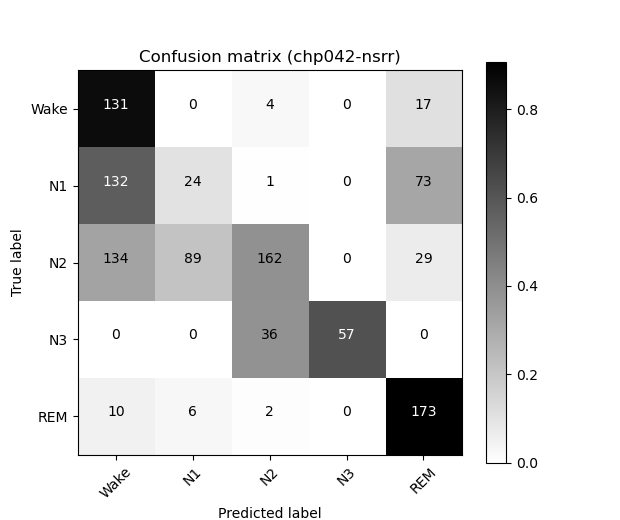 Confusion matrix (chp042-nsrr)
Wake 131 0 4 0 17
N1 132 24 1 0 73
N2 134 89 162 0 29
N3 0 0 36 57 0
REM 10 6 2 0 173
True label
Wake N1 N2 N3 REM
Predicted label
0.8
0.6
0.4
0.2
0.0